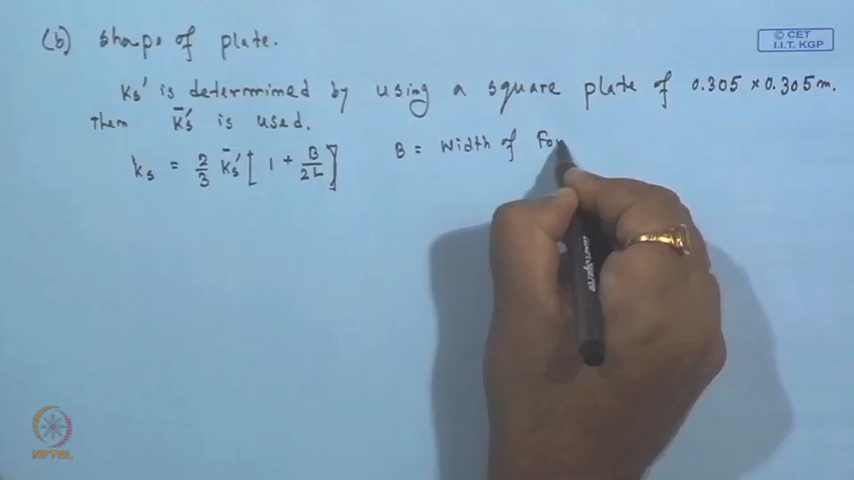 (b) shape of plate.
© CET
I.I.T. KGP
ks' is determined by using a square plate of 0.305 x 0.305 m.
Then k̄s' is used.
ks = 2/3 k̄s' [ 1 + B/2L ] B = Width of Fo
NPTEL